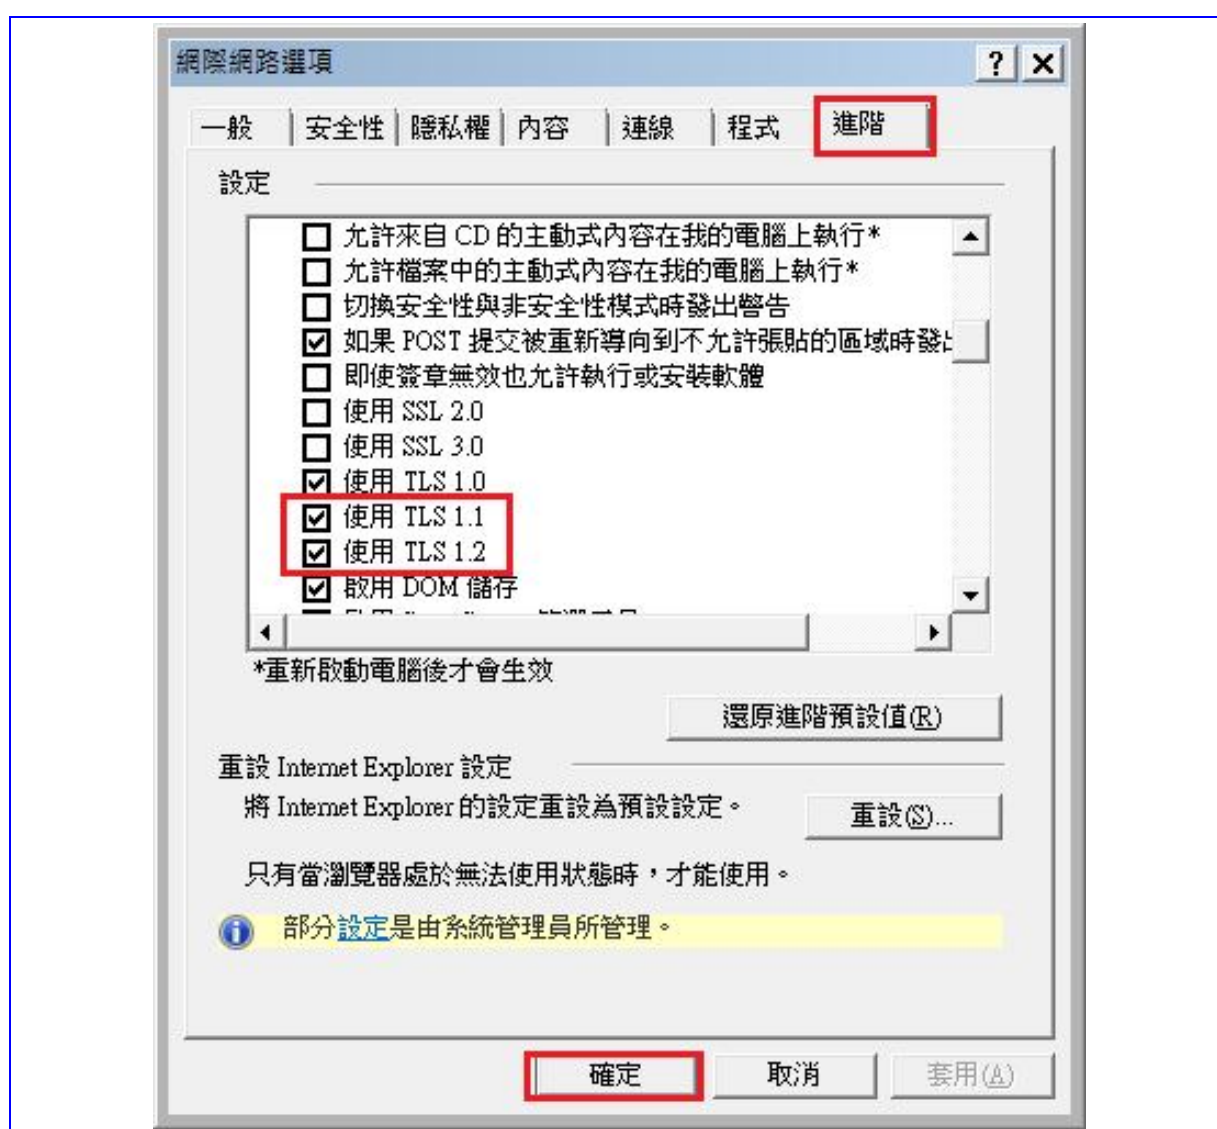 網際網路選項
一般 安全性 隱私權 內容 連線 程式 進階
設定
允許來自 CD 的主動式內容在我的電腦上執行*
允許檔案中的主動式內容在我的電腦上執行*
切換安全性與非安全性模式時發出警告
如果 POST 提交被重新導向到不允許張貼的區域時發
即使簽章無效也允許執行或安裝軟體
使用 SSL 2.0
使用 SSL 3.0
使用 TLS 1.0
使用 TLS 1.1
使用 TLS 1.2
啟用 DOM 儲存
*重新啟動電腦後才會生效
還原進階預設值(R)
重設 Internet Explorer 設定
將 Internet Explorer 的設定重設為預設設定。
重設(S)...
只有當瀏覽器處於無法使用狀態時，才能使用。
部分設定是由系統管理員所管理。
確定 取消 套用(A)